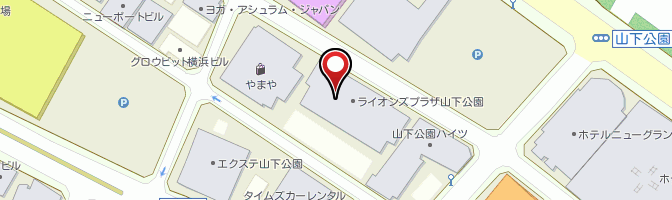 ヨガ・アシュラム・ジャパン
ニューポートビル
場
山下公園
グロウビット横浜ビル
P
やまや
P
ライオンズプラザ山下公園
山下公園ハイツ
ホテルニューグラン
ビル
エクステ山下公園
タイムズカーレンタル